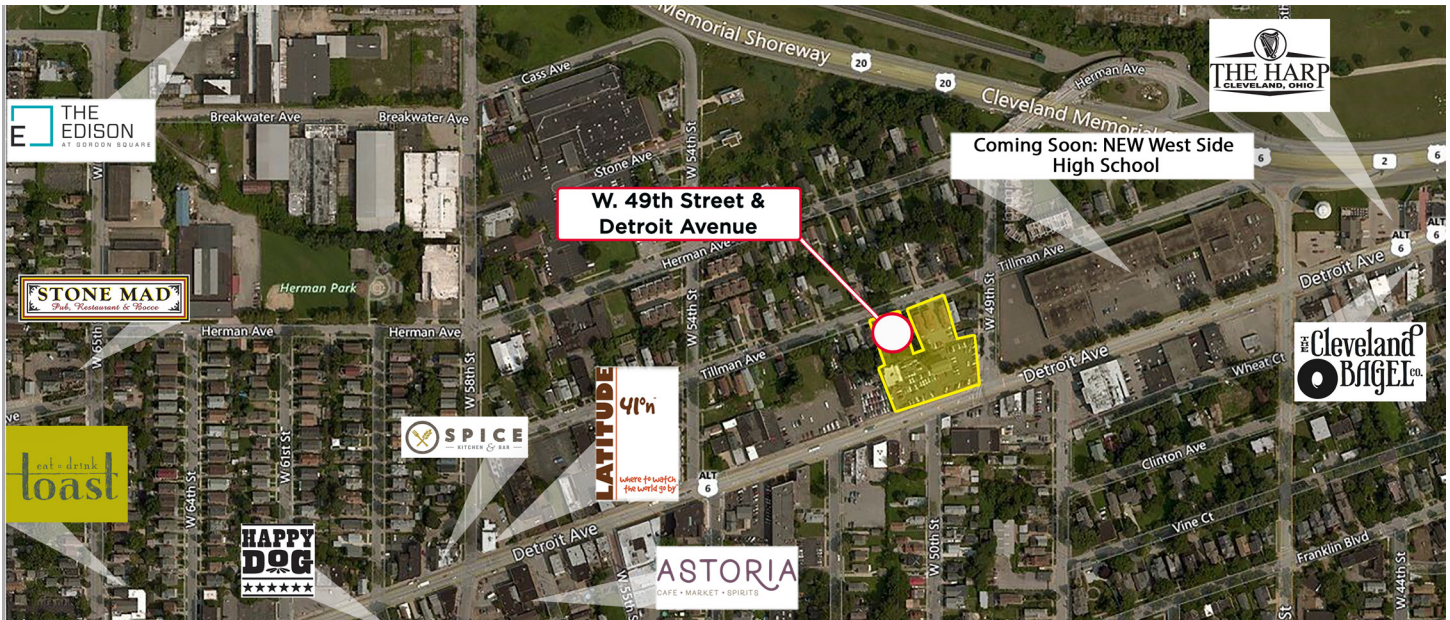 Memorial Shoreway
20
20
Cass Ave
Herman Ave
THE HARP
CLEVELAND, OHIO
E
THE
EDISON
AT GORDON SQUARE
Breakwater Ave
Breakwater Ave
Cleveland Memorial
Coming Soon: NEW West Side
High School
6
2
6
Stone Ave
W 54th St
W. 49th Street &
Detroit Avenue
ALT
6
ALT
6
Herman Ave
Tillman Ave
Detroit Ave
W 49th St
STONE MAD
Pub, Restaurant & Bocce
Herman Park
W 65th
Herman Ave
Herman Ave
W 54th St
W 58th St
Tillman Ave
Detroit Ave
Wheat Ct
THE
Cleveland
BAGEL CO.
LATITUDE
41°n
where to watch
the world go by
SPICE
KITCHEN & BAR
eat & drink
toast
W 64th St
W 61st St
ALT
6
Clinton Ave
Vine Ct
Franklin Blvd
W 44th St
W 50th St
HAPPY
DOG
Detroit Ave
W 55th St
ASTORIA
CAFE • MARKET • SPIRITS
St